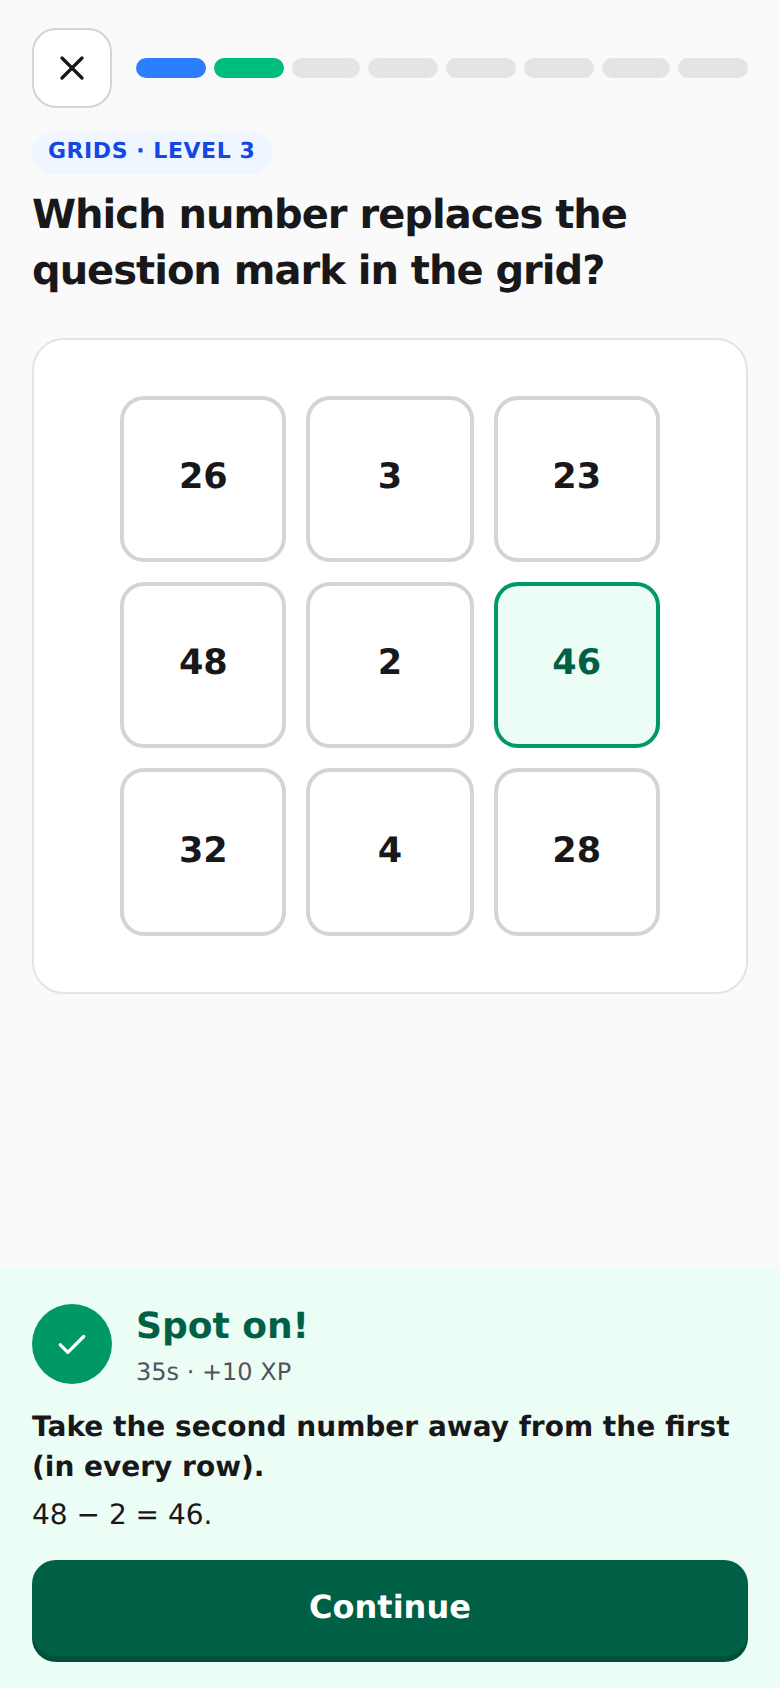 GRIDS · LEVEL 3
Which number replaces the
question mark in the grid?
26 3 23
48 2 46
32 4 28
Spot on!
35s · +10 XP
Take the second number away from the first
(in every row).
48 − 2 = 46.
Continue